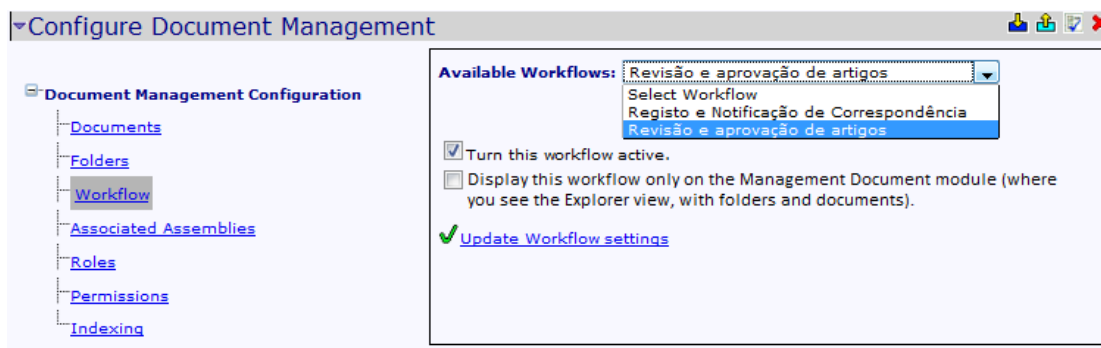 Configure Document Management
Document Management Configuration
Documents
Folders
Workflow
Associated Assemblies
Roles
Permissions
Indexing
Available Workflows: Revisão e aprovação de artigos
Select Workflow
Registo e Notificação de Correspondência
Revisão e aprovação de artigos
Turn this workflow active.
Display this workflow only on the Management Document module (where
you see the Explorer view, with folders and documents).
Update Workflow settings